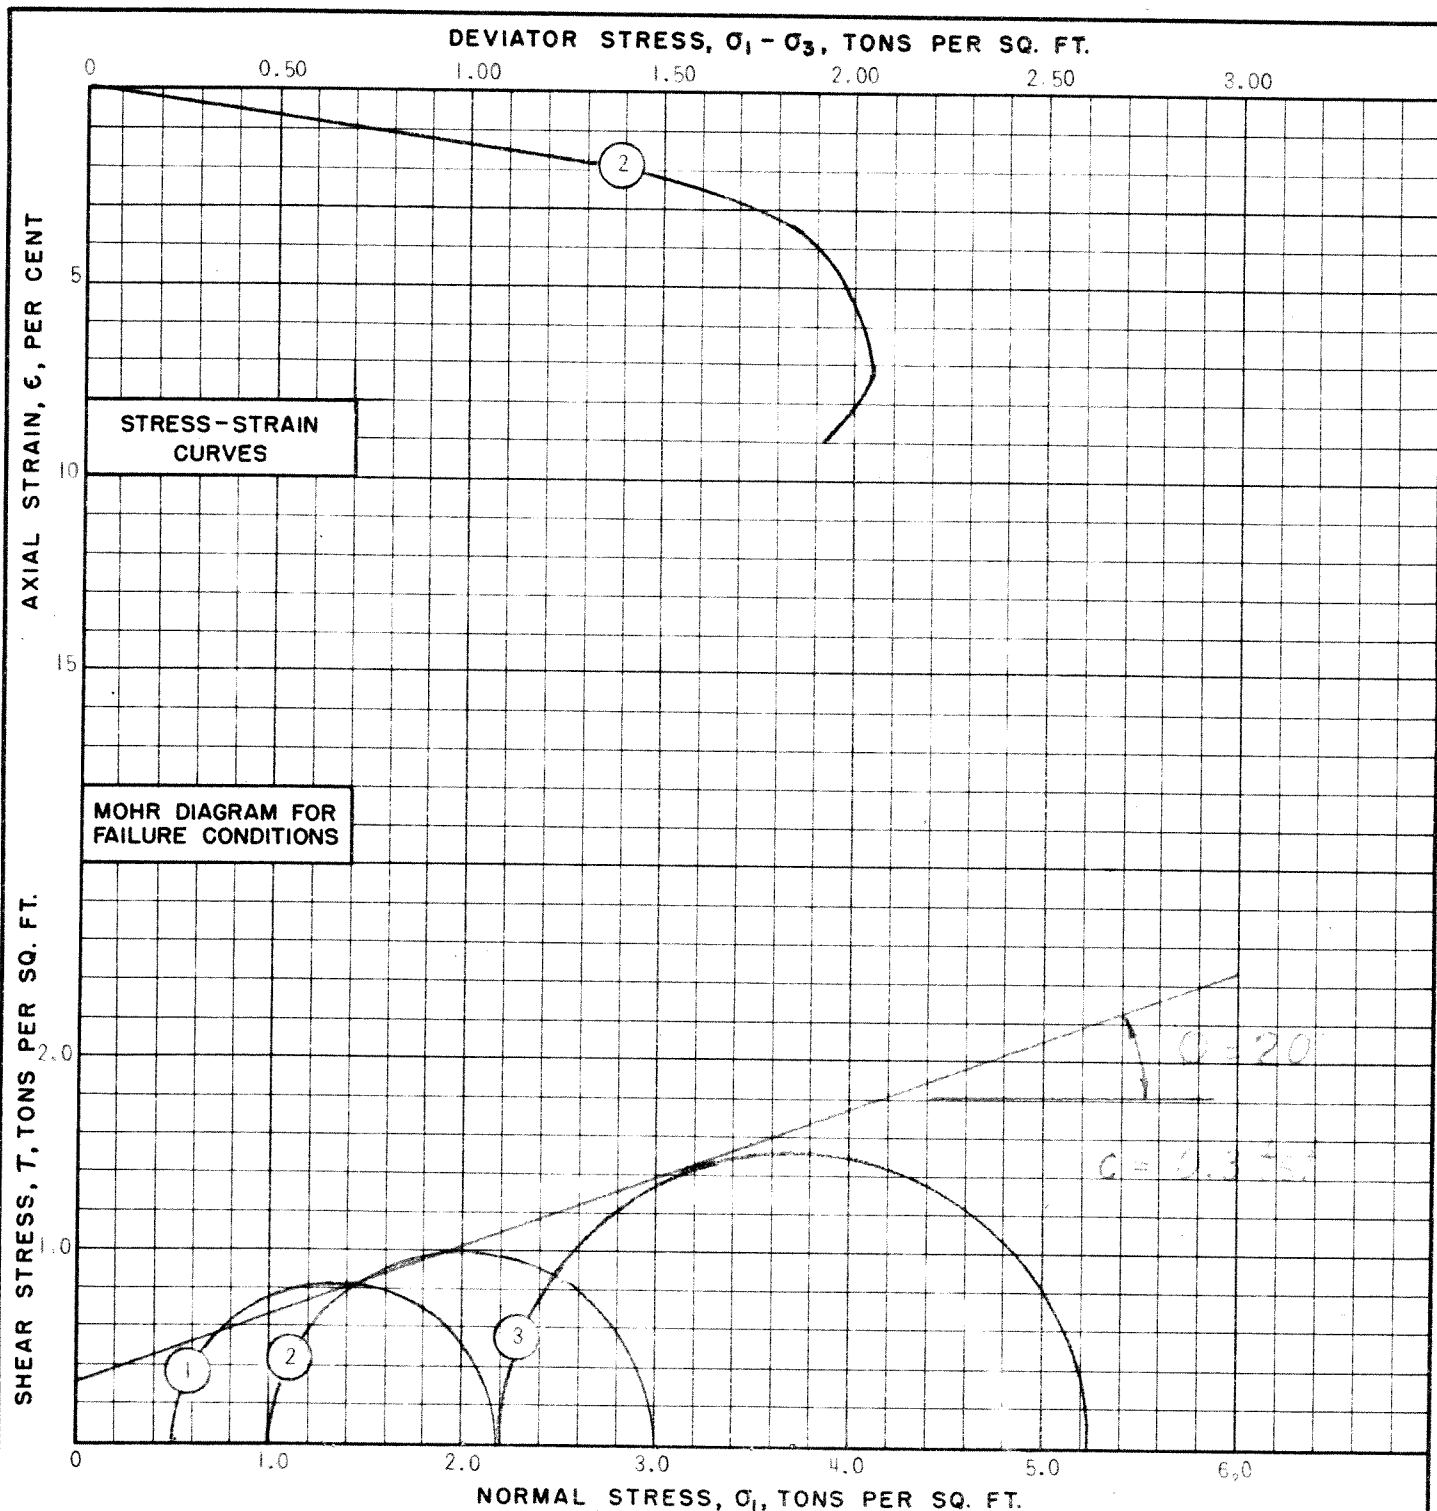 DEVIATOR STRESS, σ₁ - σ₃, TONS PER SQ. FT.
0 0.50 1.00 1.50 2.00 2.50 3.00
AXIAL STRAIN, ε, PER CENT
5
10
15
2
STRESS-STRAIN
CURVES
MOHR DIAGRAM FOR
FAILURE CONDITIONS
SHEAR STRESS, T, TONS PER SQ. FT.
2.0
1.0
= 20
C = 0.3
1
2
3
0 1.0 2.0 3.0 4.0 5.0 6.0
NORMAL STRESS, σ₁, TONS PER SQ. FT.